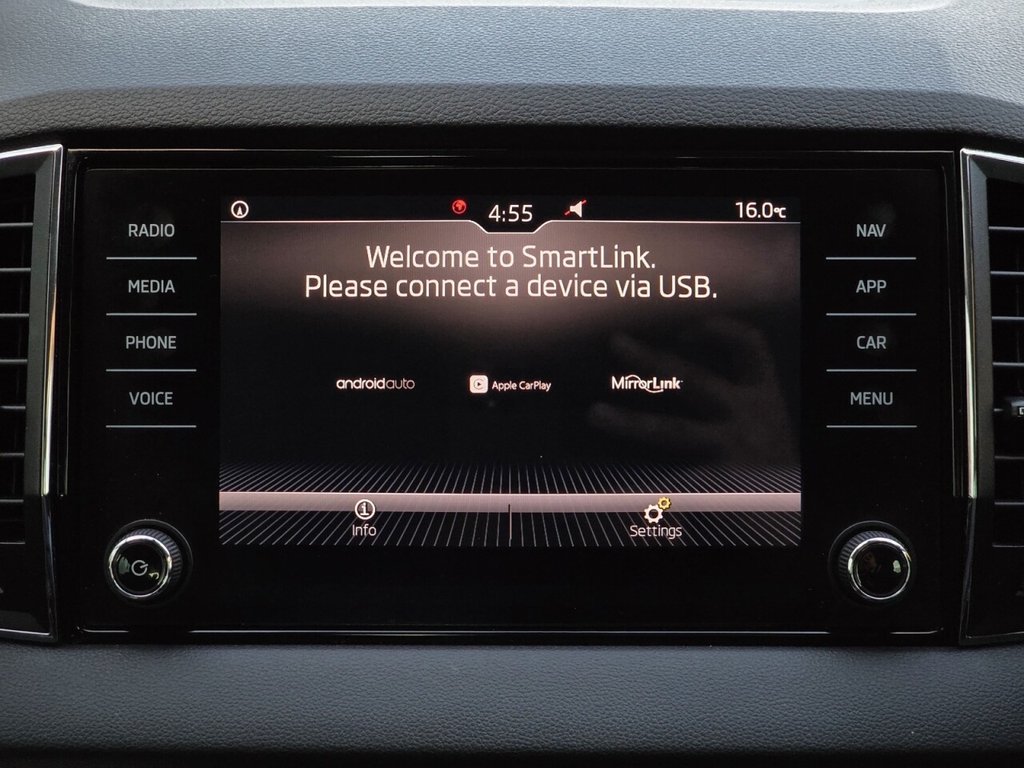 4:55
16.0°C
RADIO
MEDIA
PHONE
VOICE
Welcome to SmartLink.
Please connect a device via USB.
androidauto
Apple CarPlay
MirrorLink
Info
Settings
NAV
APP
CAR
MENU